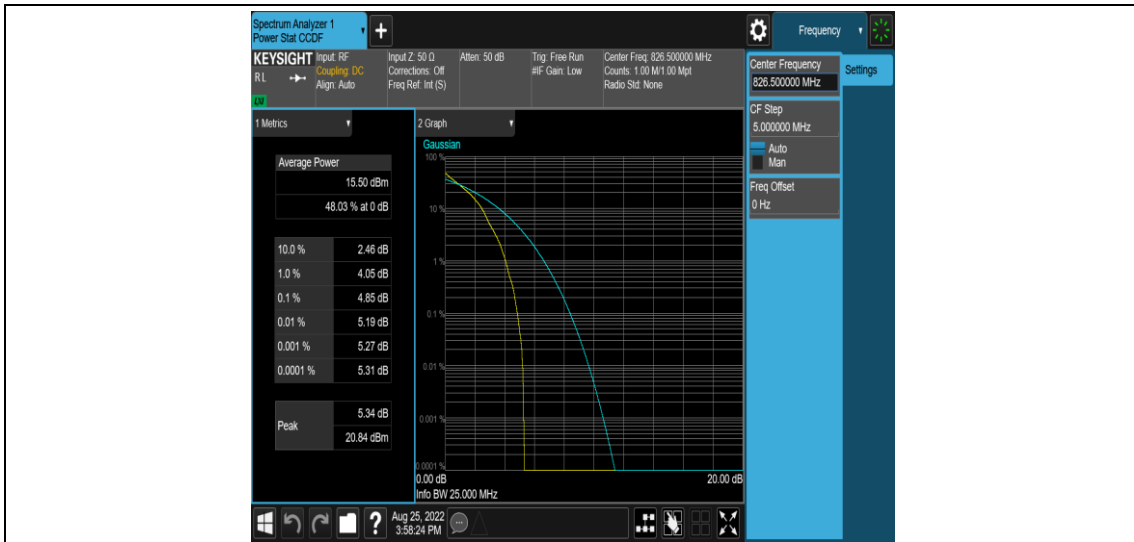 Spectrum Analyzer 1
Power Stat CCDF
+
Frequency
KEYSIGHT
RL
LXI
Input: RF
Coupling: DC
Align: Auto
Input Z: 50 Ω
Corrections: Off
Freq Ref: Int (S)
Atten: 50 dB
Trig: Free Run
#IF Gain: Low
Center Freq: 826.500000 MHz
Counts: 1.00 M/1.00 Mpt
Radio Std: None
Center Frequency
826.500000 MHz
Settings
CF Step
5.000000 MHz
Auto
Man
Freq Offset
0 Hz
1 Metrics
Average Power
15.50 dBm
48.03 % at 0 dB
10.0 % 2.46 dB
1.0 % 4.05 dB
0.1 % 4.85 dB
0.01 % 5.19 dB
0.001 % 5.27 dB
0.0001 % 5.31 dB
Peak 5.34 dB
20.84 dBm
2 Graph
Gaussian
100 %
10 %
1 %
0.1 %
0.01 %
0.001 %
0.0001 %
0.00 dB 20.00 dB
Info BW 25.000 MHz
?
Aug 25, 2022
3:58:24 PM